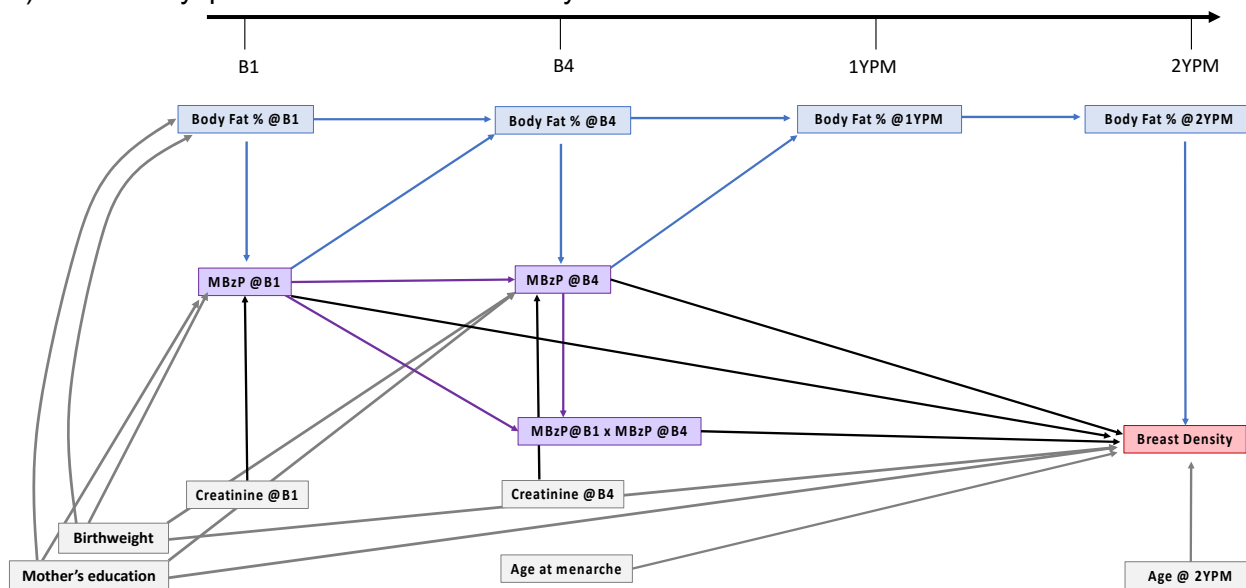 B1
B4
1YPM
2YPM
Body Fat % @B1
Body Fat % @B4
Body Fat % @1YPM
Body Fat % @2YPM
MBzP @B1
MBzP @B4
MBzP@B1 x MBzP @B4
Breast Density
Creatinine @B1
Creatinine @B4
Birthweight
Mother's education
Age at menarche
Age @ 2YPM